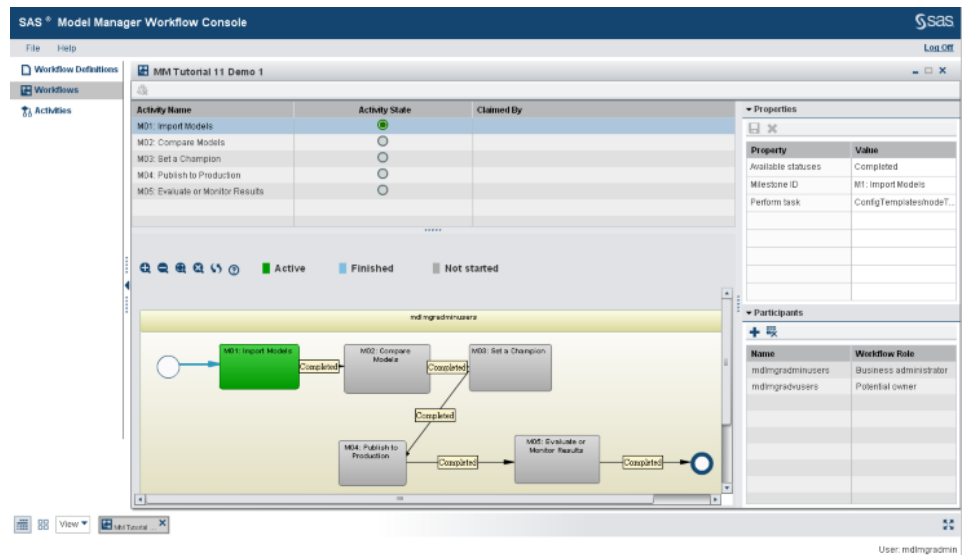 SAS ® Model Manager Workflow Console
sas
File Help
Log Off
Workflow Definitions
Workflows
Activities
MM Tutorial 11 Demo 1
Activity Name Activity State Claimed By
M01: Import Models
M02: Compare Models
M03: Set a Champion
M04: Publish to Production
M05: Evaluate or Monitor Results
Active Finished Not started
mdlmgradminusers
M01: Import Models
Completed
M02: Compare
Models
Completed
M03: Set a Champion
Completed
M04: Publish to
Production
Completed
M05: Evaluate or
Monitor Results
Completed
Properties
Property Value
Available statuses Completed
Milestone ID M1: Import Models
Perform task ConfigTemplates/nodeT...
Participants
Name Workflow Role
mdlmgradminusers Business administrator
mdlmgradvusers Potential owner
View
MM Tutorial ...
User: mdlmgradmin